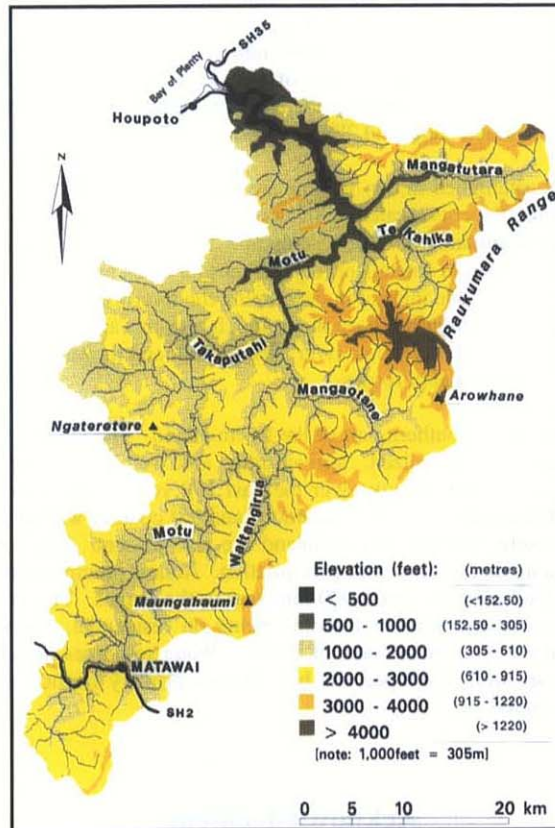 SH35
Bay of Plenty
Houpoto
N
Mangatutara
Te Kahika
Raukumara Range
Motu
Takaputahi
Mangaotane
Arowhane
Ngateretere
Waitangirua
Motu
Maungahaumi
MATAWAI
SH2
Elevation (feet): (metres)
< 500 (<152.50)
500 - 1000 (152.50 - 305)
1000 - 2000 (305 - 610)
2000 - 3000 (610 - 915)
3000 - 4000 (915 - 1220)
> 4000 (> 1220)
[note: 1,000feet = 305m]
0 5 10 20 km